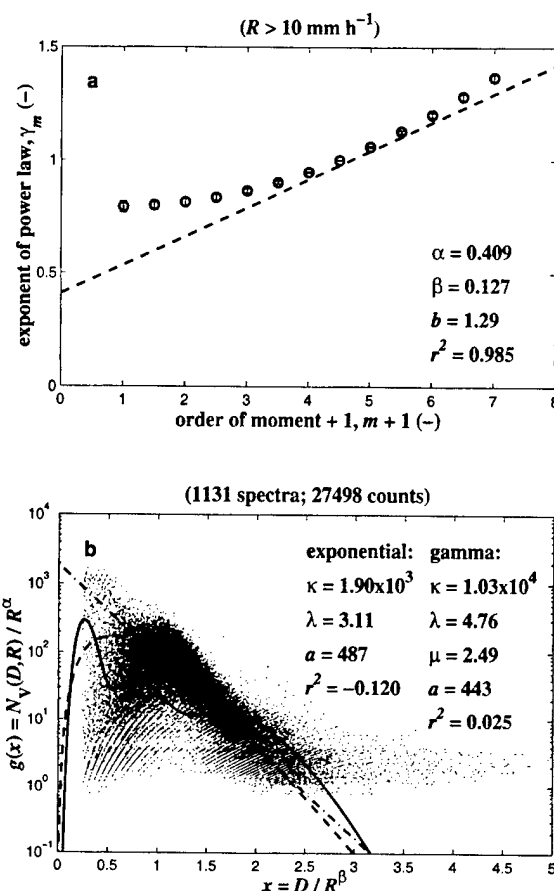 (R > 10 mm h⁻¹)
a
exponent of power law, γₘ (–)
1.5
1
0.5
0
α = 0.409
β = 0.127
b = 1.29
r² = 0.985
0 1 2 3 4 5 6 7 8
order of moment + 1, m + 1 (–)
(1131 spectra; 27498 counts)
b
g(x) = Nᵥ(D,R) / R^α
10⁴
10³
10²
10¹
10⁰
10⁻¹
exponential: gamma:
κ = 1.90x10³ κ = 1.03x10⁴
λ = 3.11 λ = 4.76
a = 487 μ = 2.49
r² = −0.120 a = 443
r² = 0.025
0 0.5 1 1.5 2 2.5 3 3.5 4 4.5 5
x = D / R^β